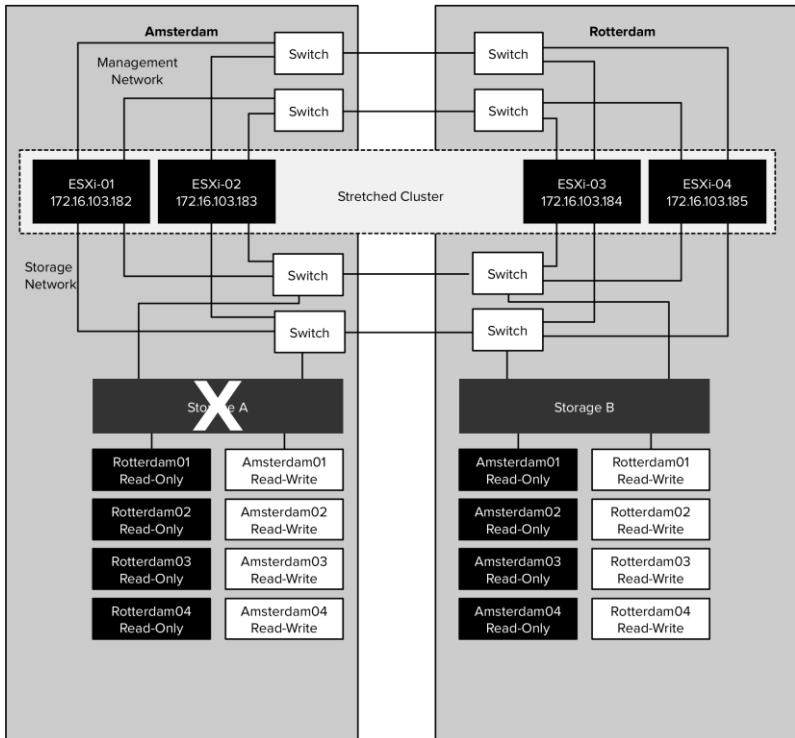 Amsterdam
Rotterdam
Management
Network
Switch
Switch
Switch
Switch
ESXi-01
172.16.103.182
ESXi-02
172.16.103.183
Stretched Cluster
ESXi-03
172.16.103.184
ESXi-04
172.16.103.185
Storage
Network
Switch
Switch
Switch
Switch
Storage A
X
Storage B
Rotterdam01
Read-Only
Amsterdam01
Read-Write
Amsterdam01
Read-Only
Rotterdam01
Read-Write
Rotterdam02
Read-Only
Amsterdam02
Read-Write
Amsterdam02
Read-Only
Rotterdam02
Read-Write
Rotterdam03
Read-Only
Amsterdam03
Read-Write
Amsterdam03
Read-Only
Rotterdam03
Read-Write
Rotterdam04
Read-Only
Amsterdam04
Read-Write
Amsterdam04
Read-Only
Rotterdam04
Read-Write